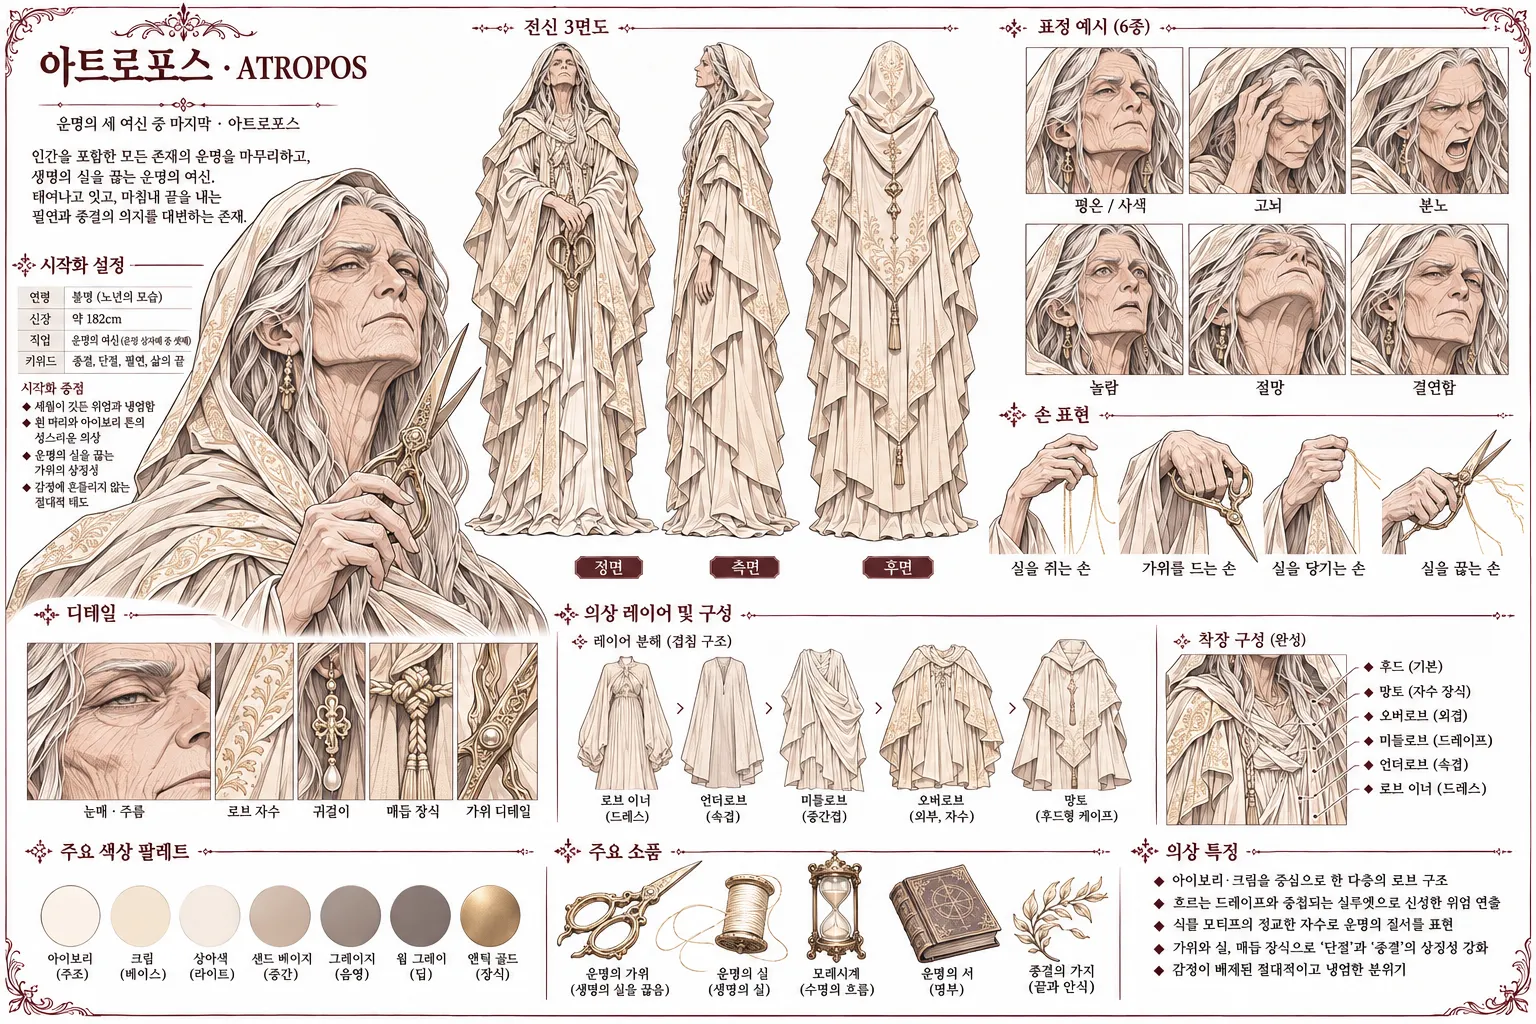 아트로포스 · ATROPOS
운명의 세 여신 중 마지막 · 아트로포스
인간을 포함한 모든 존재의 운명을 마무리하고,
생명의 실을 끊는 운명의 여신.
태여나고 잇고, 마침내 끝을 내는
필연과 종결의 의지를 대변하는 존재.
시작화 설정
연령 불명 (노년의 모습)
신장 약 182cm
직업 운명의 여신
키워드 종결, 단절, 필연, 삶의 끝
시작화 중점
◆ 세월이 깃든 위엄과 냉엄함
◆ 흰 머리와 아이보리 톤의
성스러운 의상
◆ 운명의 실을 끊는
가위의 상징성
◆ 감정에 흔들리지 않는
절대적 태도
전신 3면도
정면
측면
후면
표정 예시 (6종)
평온 / 사색
고뇌
분노
놀람
절망
결연함
손 표현
실을 쥐는 손
가위를 드는 손
실을 당기는 손
실을 끊는 손
디테일
눈매 · 주름
로브 자수
귀걸이
매듭 장식
가위 디테일
의상 레이어 및 구성
레이어 분해 (겹침 구조)
로브 이너
(드레스)
언더로브
(속겹)
미들로브
(중간겹)
오버로브
(외부, 자수)
망토
(후드형 케이프)
착장 구성 (완성)
◆ 후드 (기본)
◆ 망토 (자수 장식)
◆ 오버로브 (외겹)
◆ 미들로브 (드레이프)
◆ 언더로브 (속겹)
◆ 로브 이너 (드레스)
주요 색상 팔레트
아이보리
(주조)
크림
(베이스)
상아색
(라이트)
샌드 베이지
(중간)
그레이지
(음영)
웜 그레이
(딥)
앤틱 골드
(장식)
주요 소품
운명의 가위
(생명의 실을 끊음)
운명의 실
(생명의 실)
모레시계
(수명의 흐름)
운명의 서
(명부)
종결의 가지
(끝과 안식)
의상 특정
◆ 아이보리·크림을 중심으로 한 다층의 로브 구조
◆ 흐르는 드레이프와 중첩되는 실루엣으로 신성한 위엄 연출
◆ 식물 모티프의 정교한 자수로 운명의 질서를 표현
◆ 가위와 실, 매듭 장식으로 '단절'과 '종결'의 상징성 강화
◆ 감정이 배제된 절대적이고 냉엄한 분위기